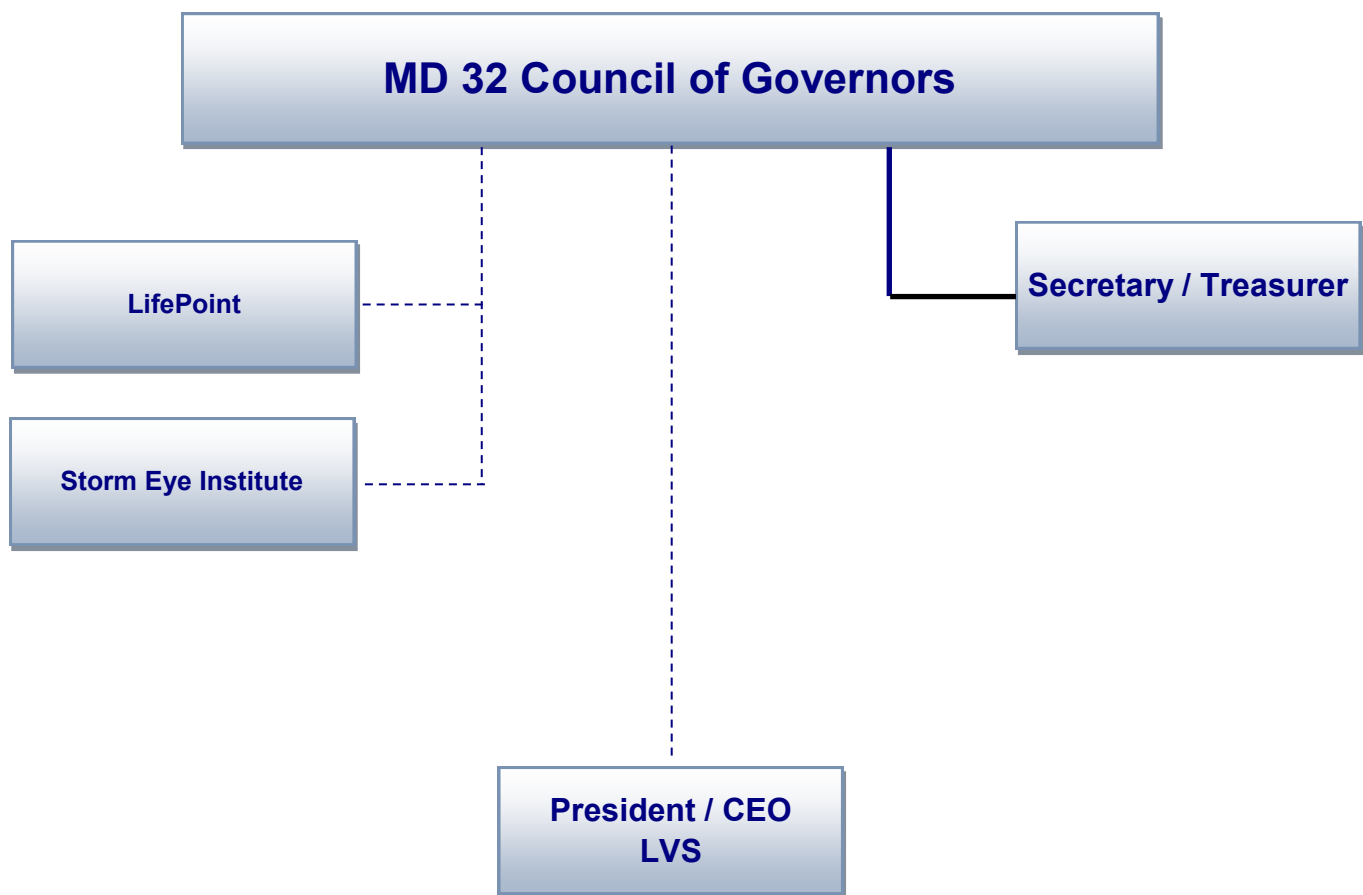 MD 32 Council of Governors
LifePoint
Secretary / Treasurer
Storm Eye Institute
President / CEO
LVS